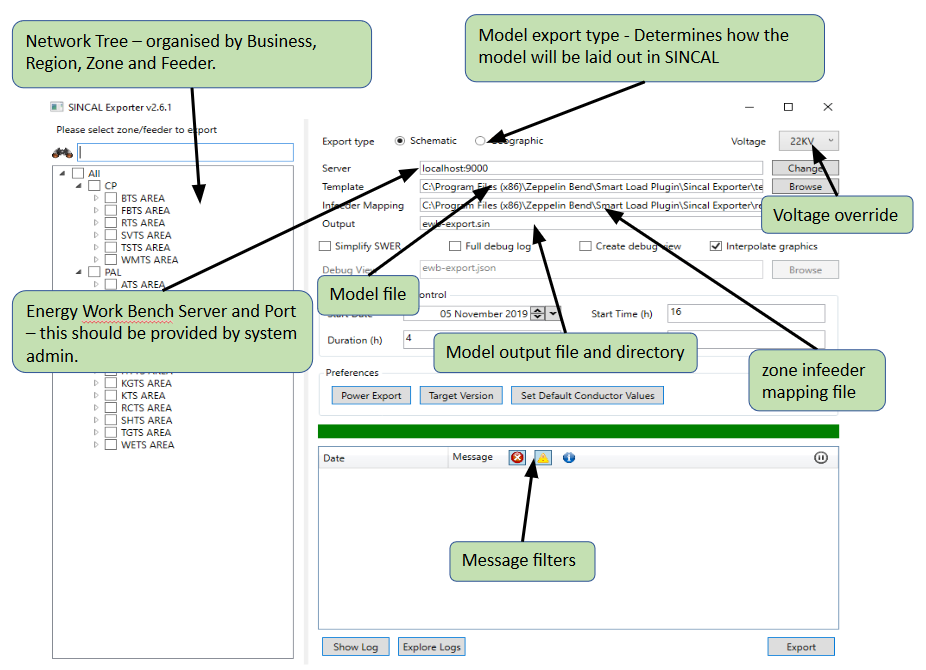 Network Tree – organised by Business,
Region, Zone and Feeder.
Model export type - Determines how the
model will be laid out in SINCAL
SINCAL Exporter v2.6.1
Please select zone/feeder to export
All
CP
BTS AREA
FBTS AREA
RTS AREA
SVTS AREA
TSTS AREA
WMTS AREA
PAL
ATS AREA
Energy Work Bench Server and Port
– this should be provided by system
admin.
KGTS AREA
KTS AREA
RCTS AREA
SHTS AREA
TGTS AREA
WETS AREA
Export type
Schematic
Voltage
22KV
Server
localhost:9000
Change
Template
C:\Program Files (x86)\Zeppelin Bend\Smart Load Plugin\Sincal Exporter\te
Browse
Infeeder Mapping
C:\Program Files (x86)\Zeppelin Bend\Smart Load Plugin\Sincal Exporter\re
Voltage override
Output
ewb-export.sin
Simplify SWER
Full debug log
Create debug view
Interpolate graphics
Debug View
ewb-export.json
Browse
Model file
Start Date
05 November 2019
Start Time (h)
16
Duration (h)
4
Model output file and directory
zone infeeder
mapping file
Preferences
Power Export
Target Version
Set Default Conductor Values
Date
Message
Message filters
Show Log
Explore Logs
Export